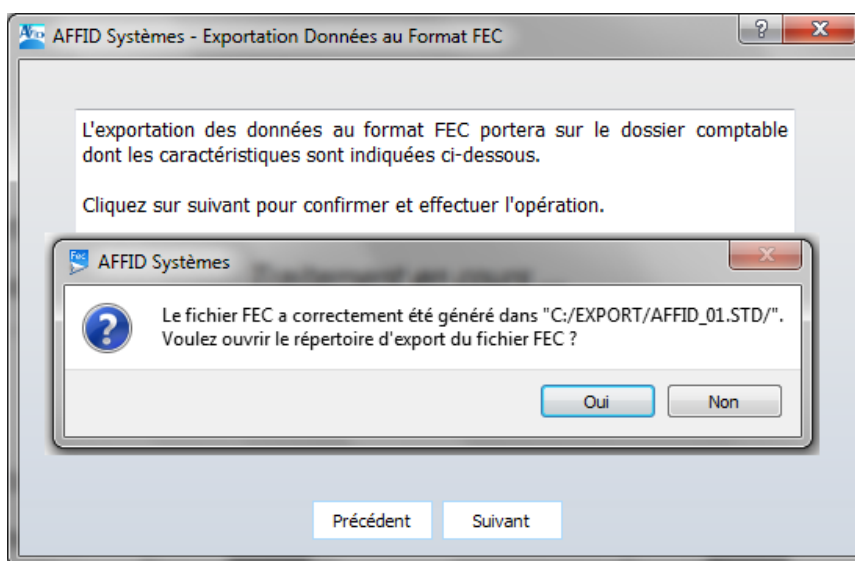 AFFID Systèmes - Exportation Données au Format FEC
L'exportation des données au format FEC portera sur le dossier comptable
dont les caractéristiques sont indiquées ci-dessous.
Cliquez sur suivant pour confirmer et effectuer l'opération.
AFFID Systèmes
Traitement en cours ...
Le fichier FEC a correctement été généré dans "C:/EXPORT/AFFID_01.STD/".
Voulez ouvrir le répertoire d'export du fichier FEC ?
Oui
Non
Précédent
Suivant